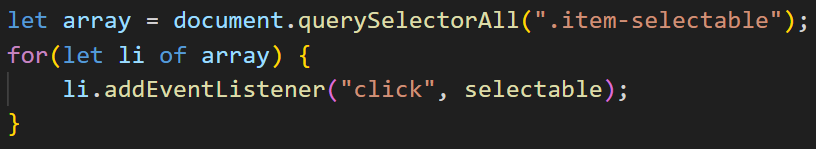 let array = document.querySelectorAll(".item-selectable");
for(let li of array) {
    li.addEventListener("click", selectable);
}